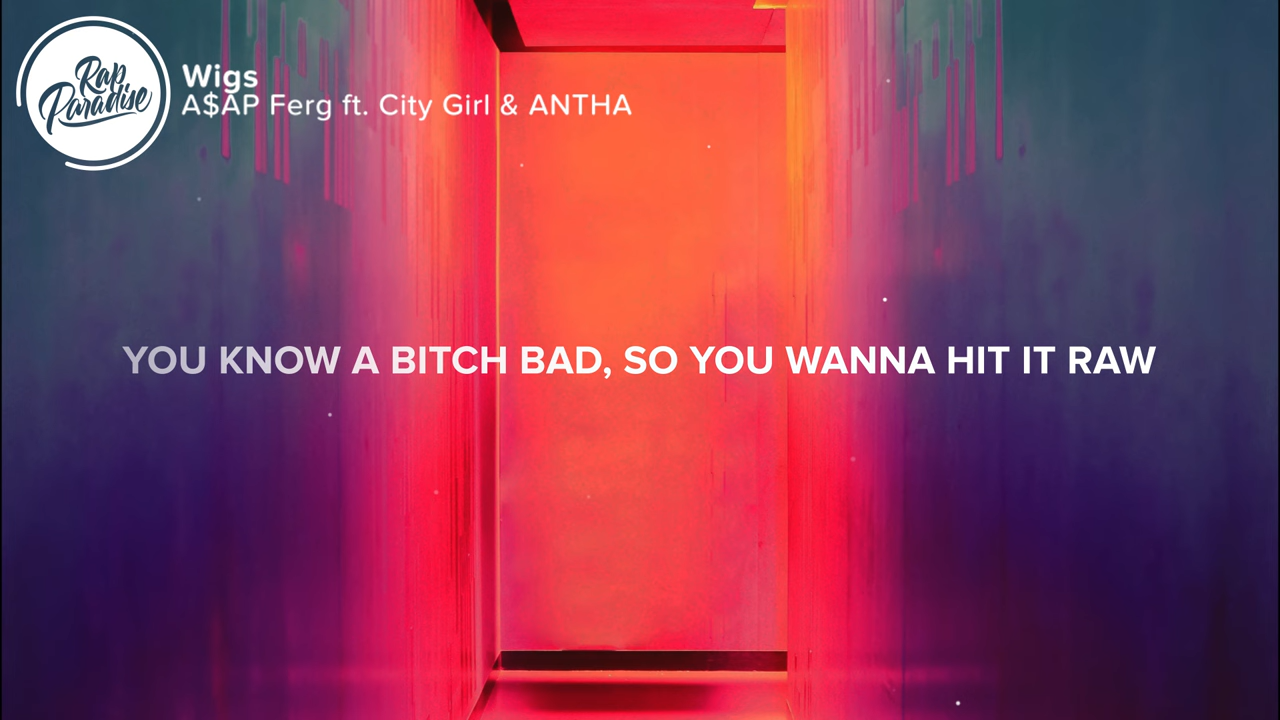 Rap
Paradise
Wigs
A$AP Ferg ft. City Girl & ANTHA
YOU KNOW A BITCH BAD, SO YOU WANNA HIT IT RAW